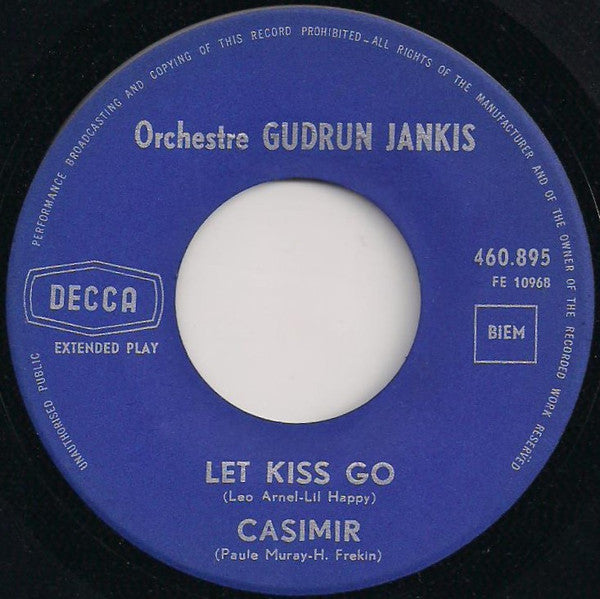 UNAUTHORISED PUBLIC PERFORMANCE BROADCASTING AND COPYING OF THIS RECORD PROHIBITED–ALL RIGHTS OF THE MANUFACTURER AND OF THE OWNER OF THE RECORDED WORK RESERVED
Orchestre GUDRUN JANKIS
460.895
FE 10968
DECCA
BIEM
EXTENDED PLAY
LET KISS GO
(Leo Arnel-Lil Happy)
CASIMIR
(Paule Muray-H. Frekin)